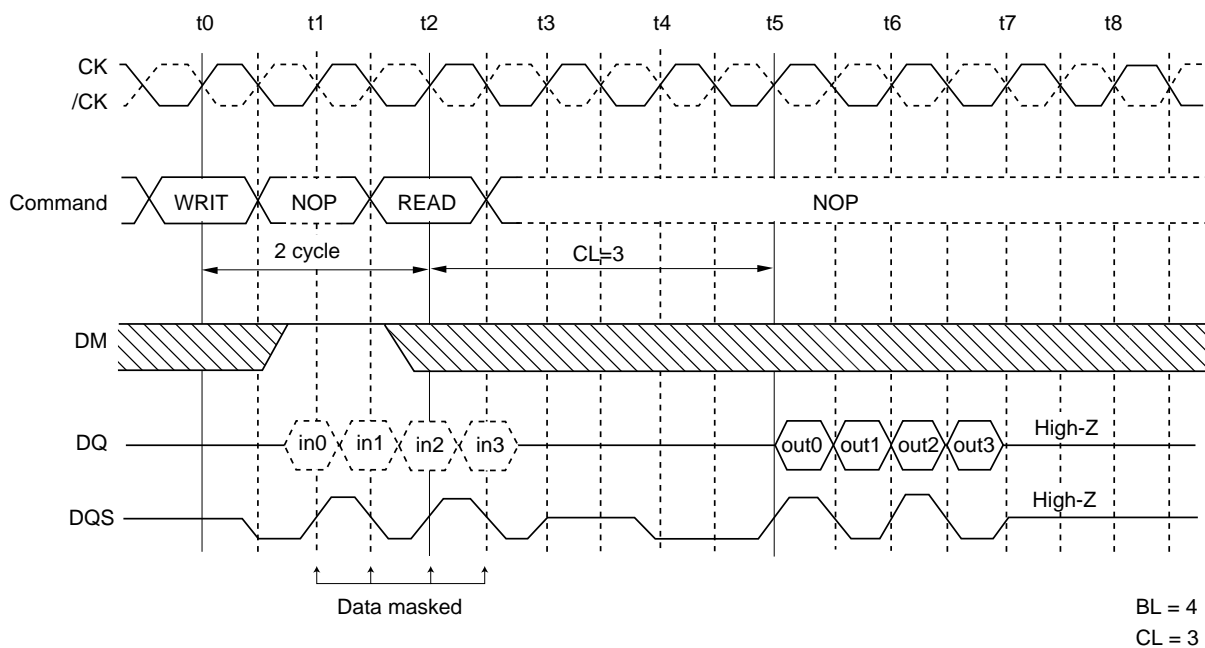 t0 t1 t2 t3 t4 t5 t6 t7 t8
CK
/CK
Command WRIT NOP READ NOP
2 cycle CL=3
DM
DQ in0 in1 in2 in3 out0 out1 out2 out3 High-Z
DQS High-Z
Data masked
BL = 4
CL = 3